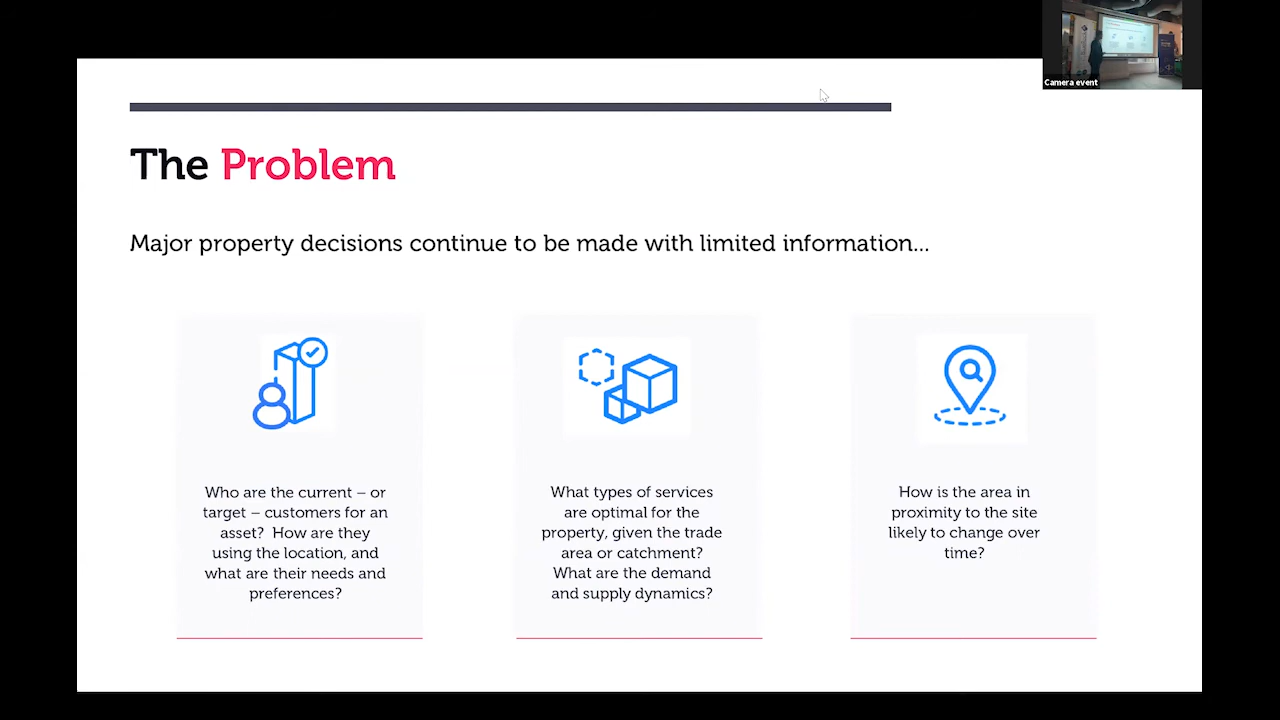 Camera event
The Problem
Major property decisions continue to be made with limited information...
Who are the current – or
target – customers for an
asset? How are they
using the location, and
what are their needs and
preferences?
What types of services
are optimal for the
property, given the trade
area or catchment?
What are the demand
and supply dynamics?
How is the area in
proximity to the site
likely to change over
time?